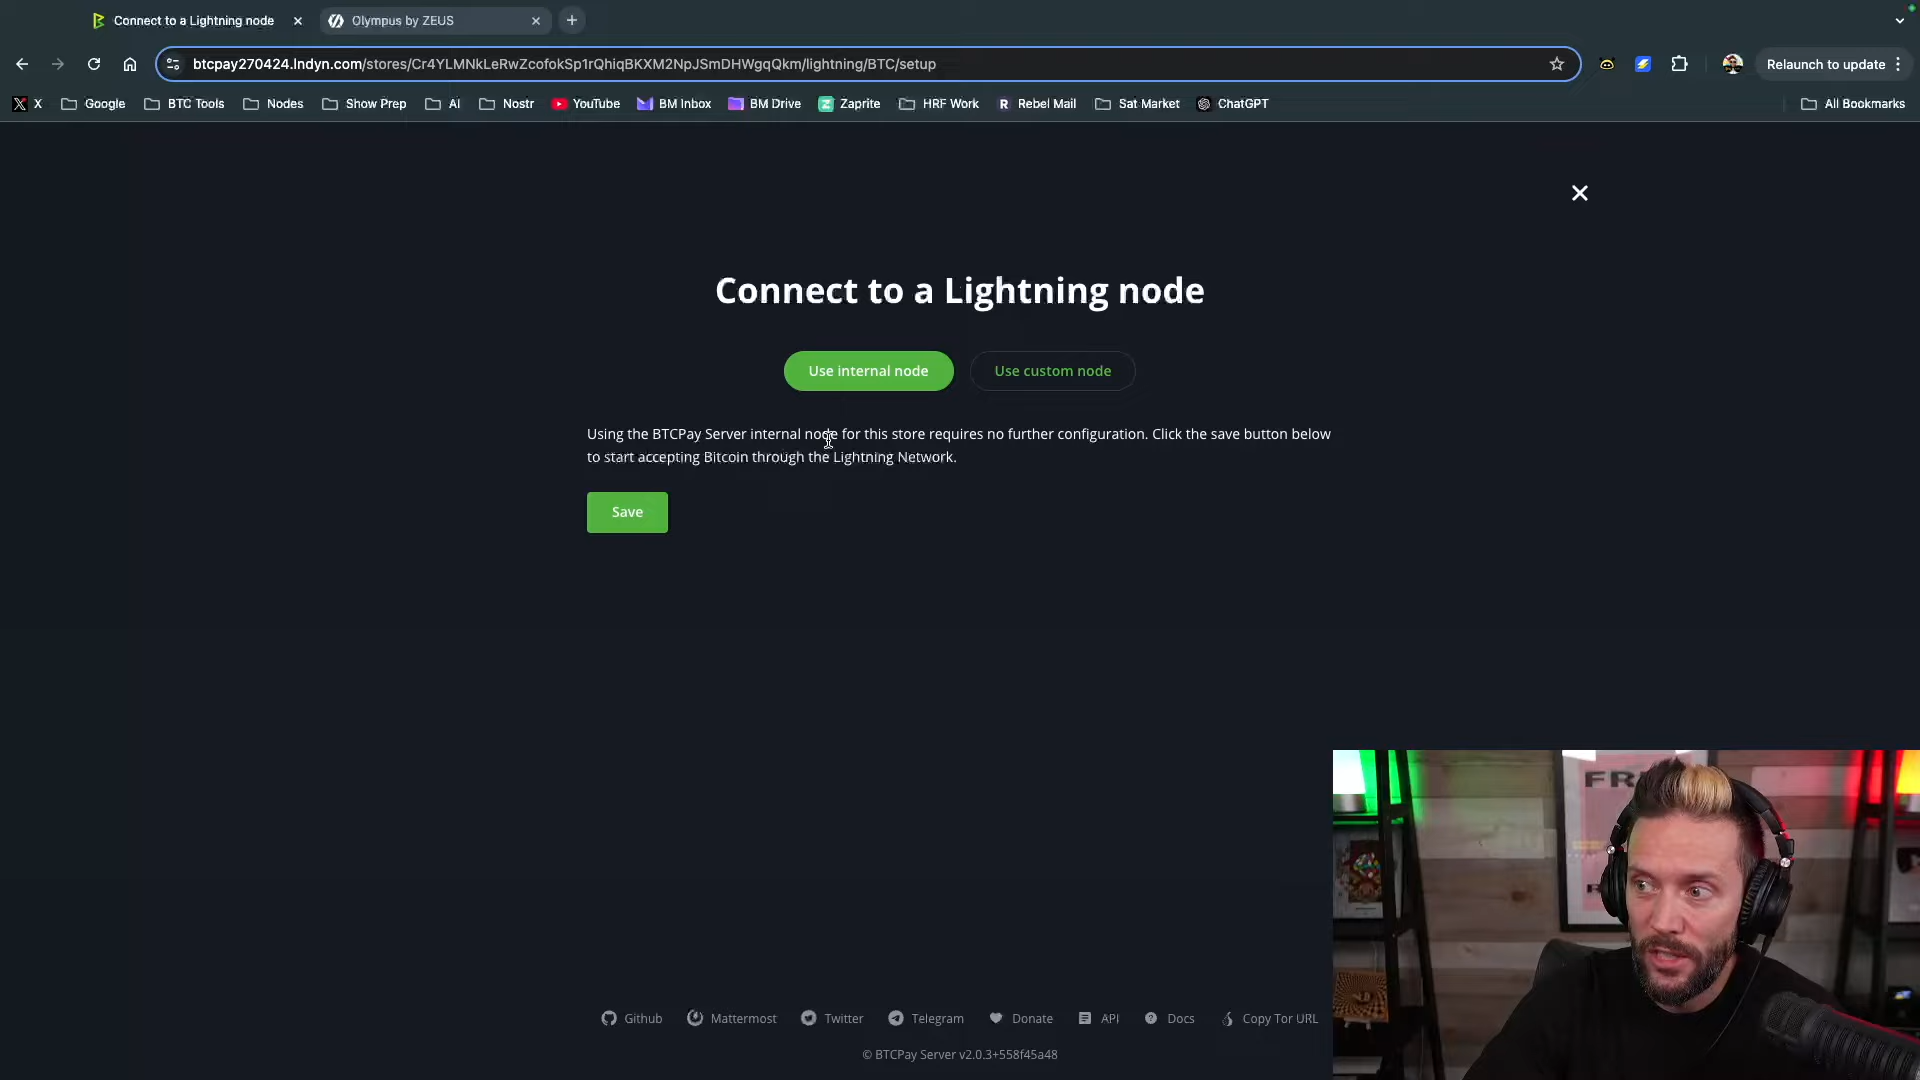 Connect to a Lightning node
Olympus by ZEUS
btcpay270424.lndyn.com/stores/Cr4YLMNkLeRwZcofokSp1rQhiqBKXM2NpJSmDHWgqQkm/lightning/BTC/setup
Relaunch to update
X
Google
BTC Tools
Nodes
Show Prep
AI
Nostr
YouTube
BM Inbox
BM Drive
Zaprite
HRF Work
Rebel Mail
Sat Market
ChatGPT
All Bookmarks
Connect to a Lightning node
Use internal node
Use custom node
Using the BTCPay Server internal node for this store requires no further configuration. Click the save button below
to start accepting Bitcoin through the Lightning Network.
Save
Github
Mattermost
Twitter
Telegram
Donate
API
Docs
Copy Tor URL
© BTCPay Server v2.0.3+558f45a48